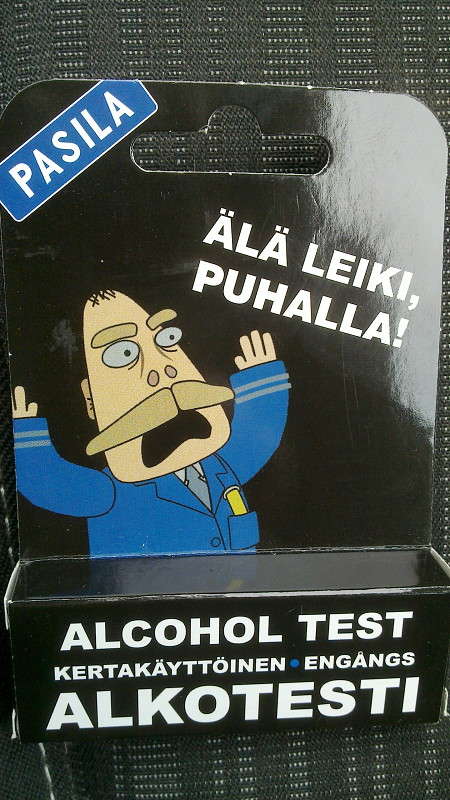 PASILA
ÄLÄ LEIKI,
PUHALLA!
ALCOHOL TEST
KERTAKÄYTTÖINEN • ENGÅNGS
ALKOTESTI